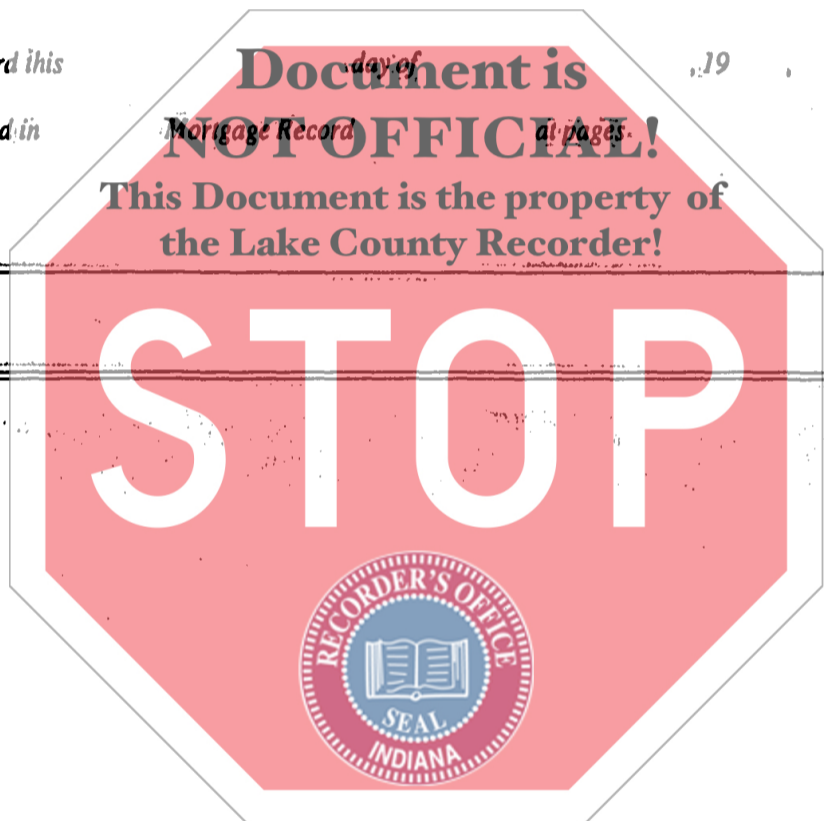 rd this day of , 19
Document is
d in Mortgage Record at pages
NOT OFFICIAL!
This Document is the property of
the Lake County Recorder!
STOP
RECORDER'S OFFICE
SEAL
INDIANA